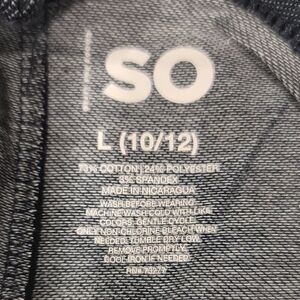 SO
L (10/12)
73% COTTON | 24% POLYESTER
3% SPANDEX
MADE IN NICARAGUA
WASH BEFORE WEARING.
MACHINE WASH COLD WITH LIKE
COLORS. GENTLE CYCLE.
ONLY NON-CHLORINE BLEACH WHEN
NEEDED. TUMBLE DRY LOW.
REMOVE PROMPTLY.
COOL IRON IF NEEDED.
RN# 73277